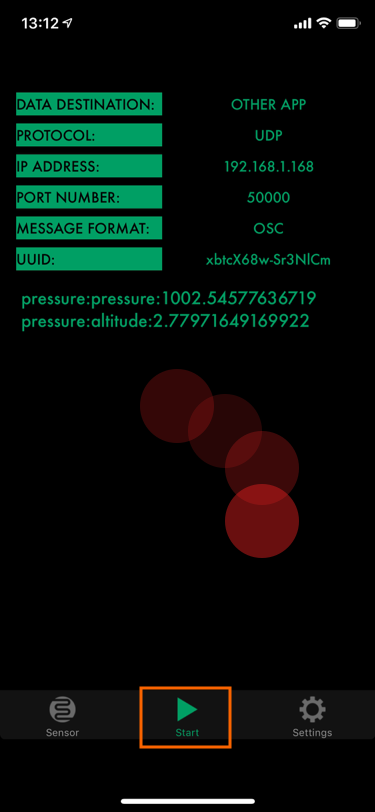 13:12
DATA DESTINATION: OTHER APP
PROTOCOL: UDP
IP ADDRESS: 192.168.1.168
PORT NUMBER: 50000
MESSAGE FORMAT: OSC
UUID: xbtcX68w-Sr3NlCm
pressure:pressure:1002.54577636719
pressure:altitude:2.77971649169922
Sensor Start Settings